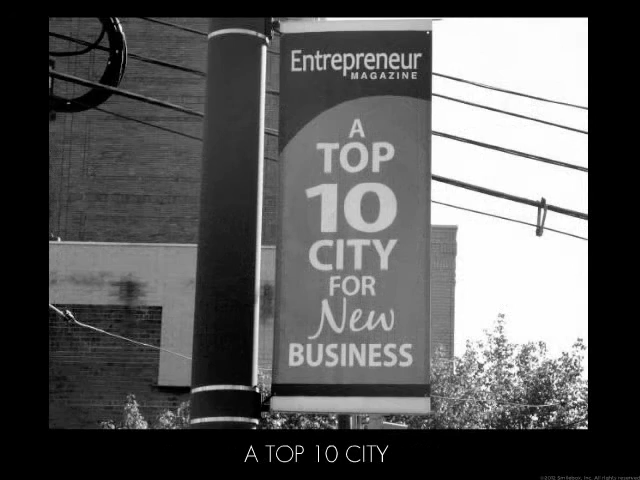 Entrepreneur
MAGAZINE
A
TOP
10
CITY
FOR
New
BUSINESS
A TOP 10 CITY